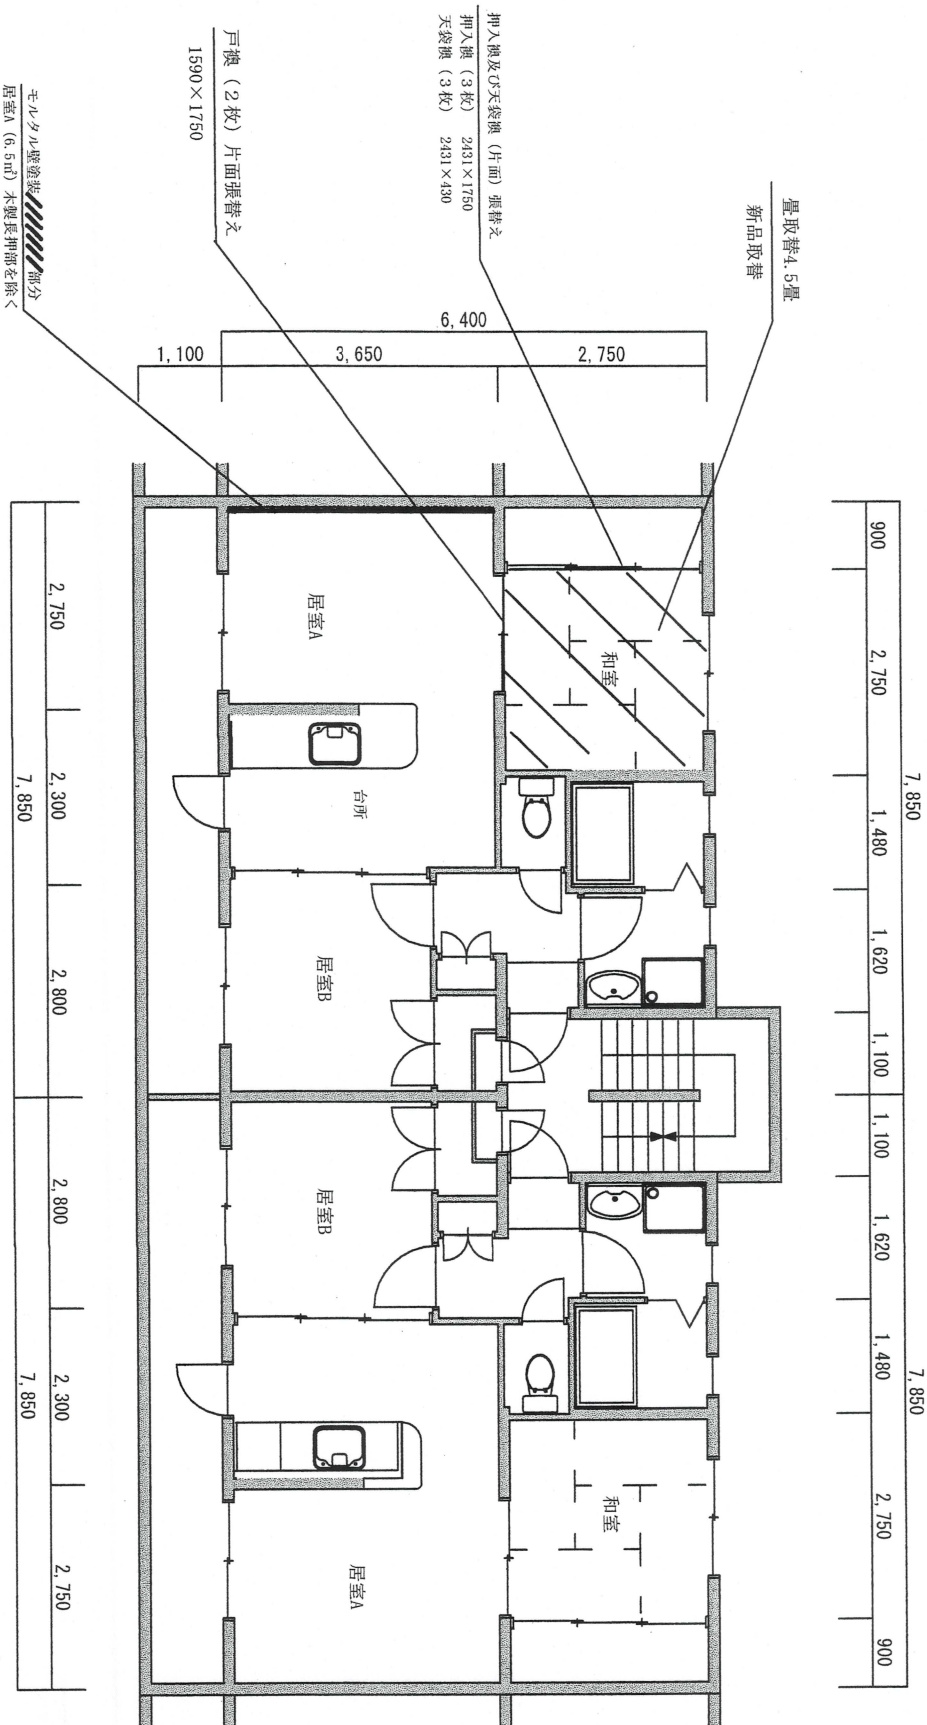 畳取替4.5畳
新品取替
押入襖及び天袋襖（片面）張替え
押入襖（3枚）　2431×1750
天袋襖（3枚）　2431×430
戸襖（2枚）片面張替え
1590×1750
モルタル壁塗装　部分
居室A（6.5㎡）木製長押部を除く
7,850
7,850
900
2,750
1,480
1,620
1,100
1,100
1,620
1,480
2,750
900
6,400
2,750
3,650
1,100
和室
和室
居室A
台所
居室B
居室B
居室A
2,750
2,300
2,800
2,800
2,300
2,750
7,850
7,850